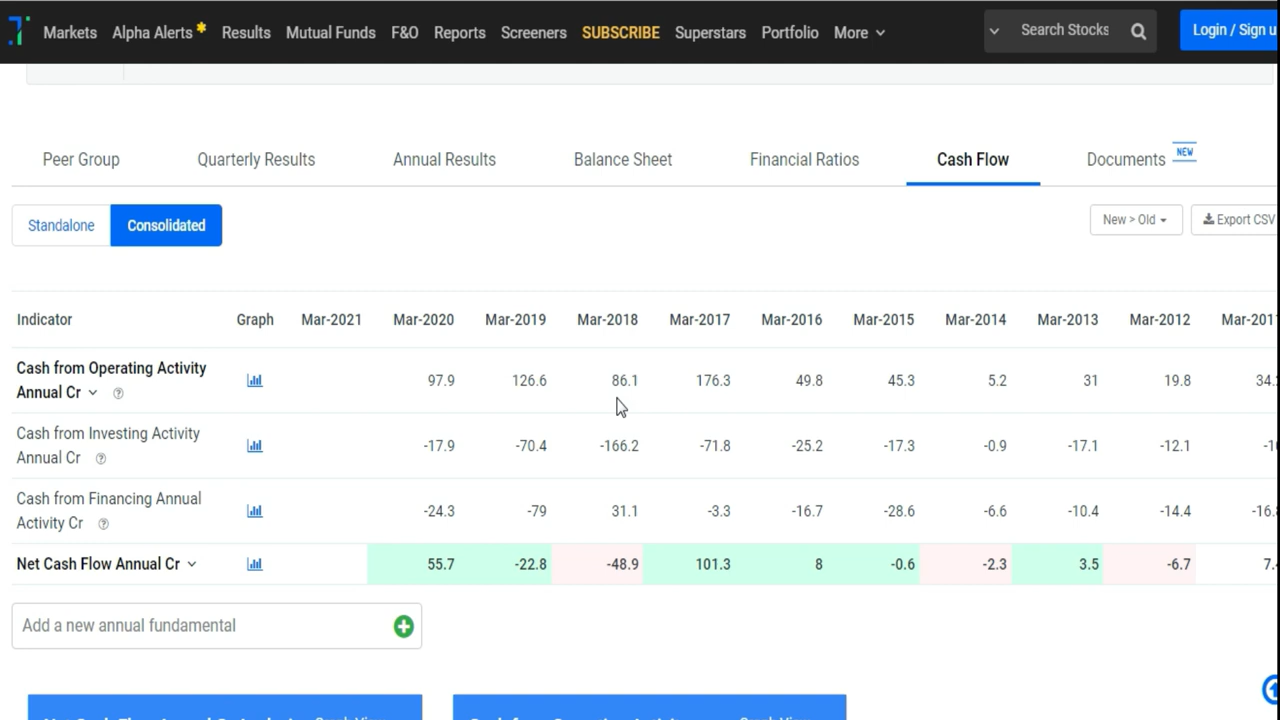 Markets Alpha Alerts Results Mutual Funds F&O Reports Screeners SUBSCRIBE Superstars Portfolio More Search Stocks Login / Sign u
Peer Group Quarterly Results Annual Results Balance Sheet Financial Ratios Cash Flow Documents NEW
Standalone Consolidated New > Old Export CSV
Indicator Graph Mar-2021 Mar-2020 Mar-2019 Mar-2018 Mar-2017 Mar-2016 Mar-2015 Mar-2014 Mar-2013 Mar-2012 Mar-201
Cash from Operating Activity
Annual Cr 97.9 126.6 86.1 176.3 49.8 45.3 5.2 31 19.8 34.
Cash from Investing Activity
Annual Cr -17.9 -70.4 -166.2 -71.8 -25.2 -17.3 -0.9 -17.1 -12.1
Cash from Financing Annual
Activity Cr -24.3 -79 31.1 -3.3 -16.7 -28.6 -6.6 -10.4 -14.4 -16.
Net Cash Flow Annual Cr 55.7 -22.8 -48.9 101.3 8 -0.6 -2.3 3.5 -6.7 7.
Add a new annual fundamental